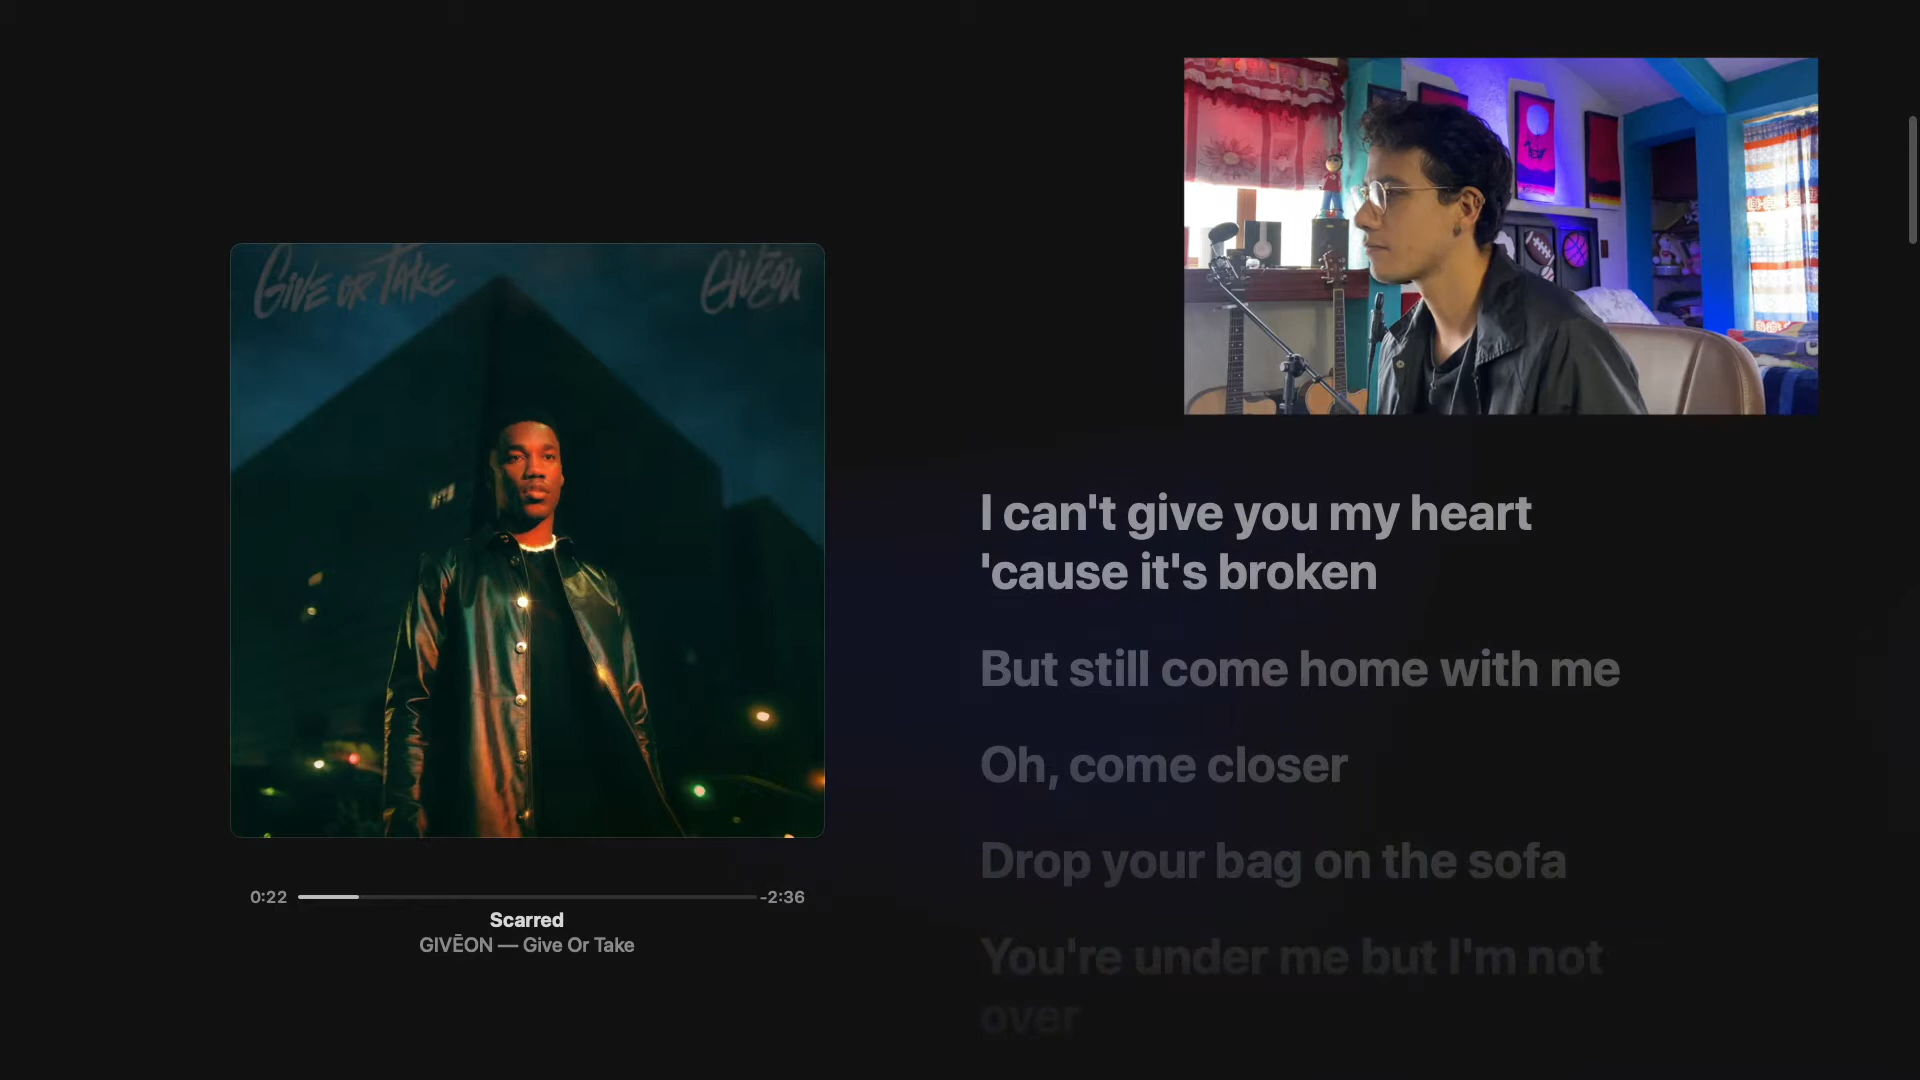 GIVE OR TAKE
GIVĒON
I can't give you my heart
'cause it's broken
But still come home with me
Oh, come closer
Drop your bag on the sofa
You're under me but I'm not
over
0:22
-2:36
Scarred
GIVĒON — Give Or Take